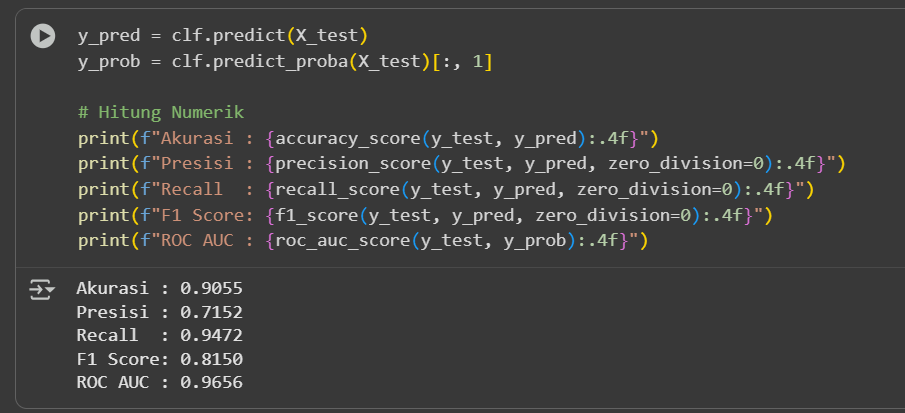 y_pred = clf.predict(X_test)
y_prob = clf.predict_proba(X_test)[:, 1]
# Hitung Numerik
print(f"Akurasi : {accuracy_score(y_test, y_pred):.4f}")
print(f"Presisi : {precision_score(y_test, y_pred, zero_division=0):.4f}")
print(f"Recall  : {recall_score(y_test, y_pred, zero_division=0):.4f}")
print(f"F1 Score: {f1_score(y_test, y_pred, zero_division=0):.4f}")
print(f"ROC AUC : {roc_auc_score(y_test, y_prob):.4f}")
Akurasi : 0.9055
Presisi : 0.7152
Recall  : 0.9472
F1 Score: 0.8150
ROC AUC : 0.9656